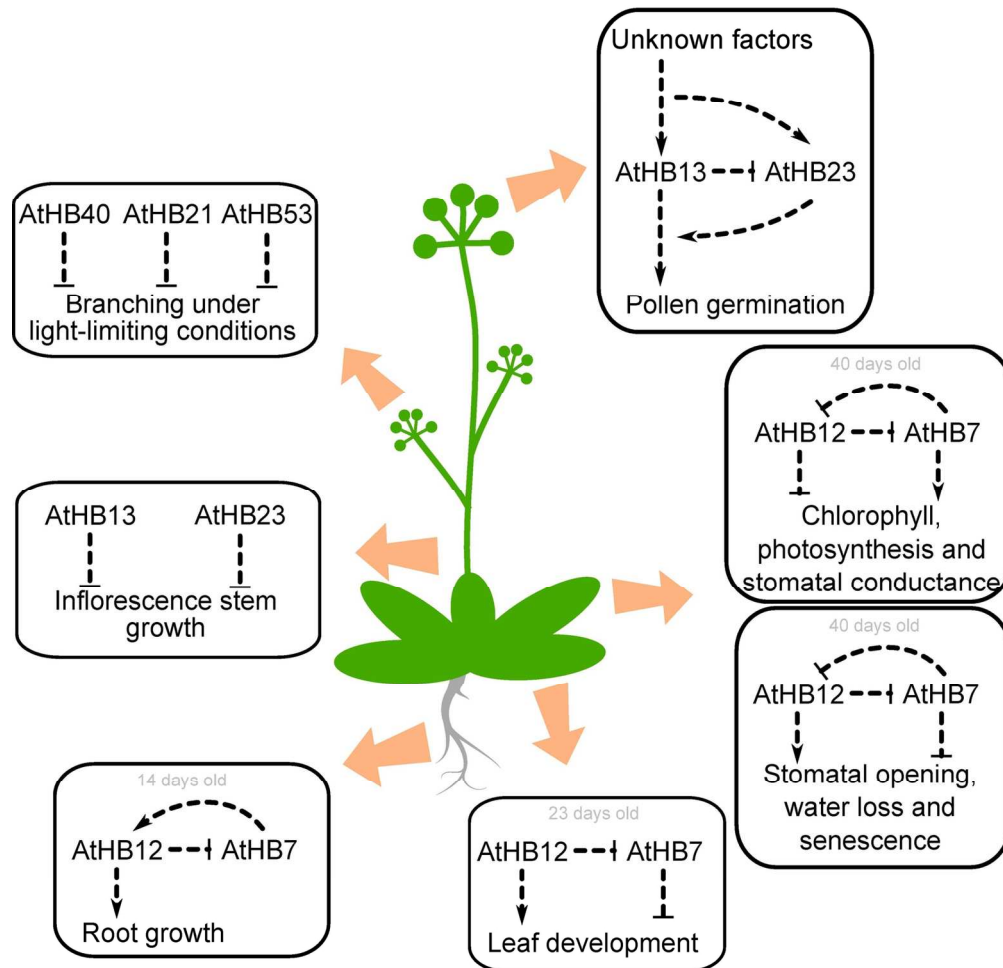 Unknown factors
AtHB13 AtHB23
Pollen germination
AtHB40 AtHB21 AtHB53
Branching under
light-limiting conditions
40 days old
AtHB12 AtHB7
Chlorophyll,
photosynthesis and
stomatal conductance
AtHB13 AtHB23
Inflorescence stem
growth
40 days old
AtHB12 AtHB7
Stomatal opening,
water loss and
senescence
14 days old
AtHB12 AtHB7
Root growth
23 days old
AtHB12 AtHB7
Leaf development